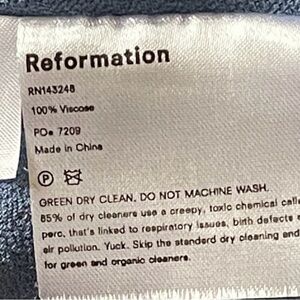 Reformation
RN143248
100% Viscose
PO# 7209
Made in China
P
GREEN DRY CLEAN. DO NOT MACHINE WASH.
85% of dry cleaners use a creepy, toxic chemical
perc, that's linked to respiratory issues, birth defects
air pollution. Yuck. Skip the standard dry cleaning and
for green and organic cleaners.